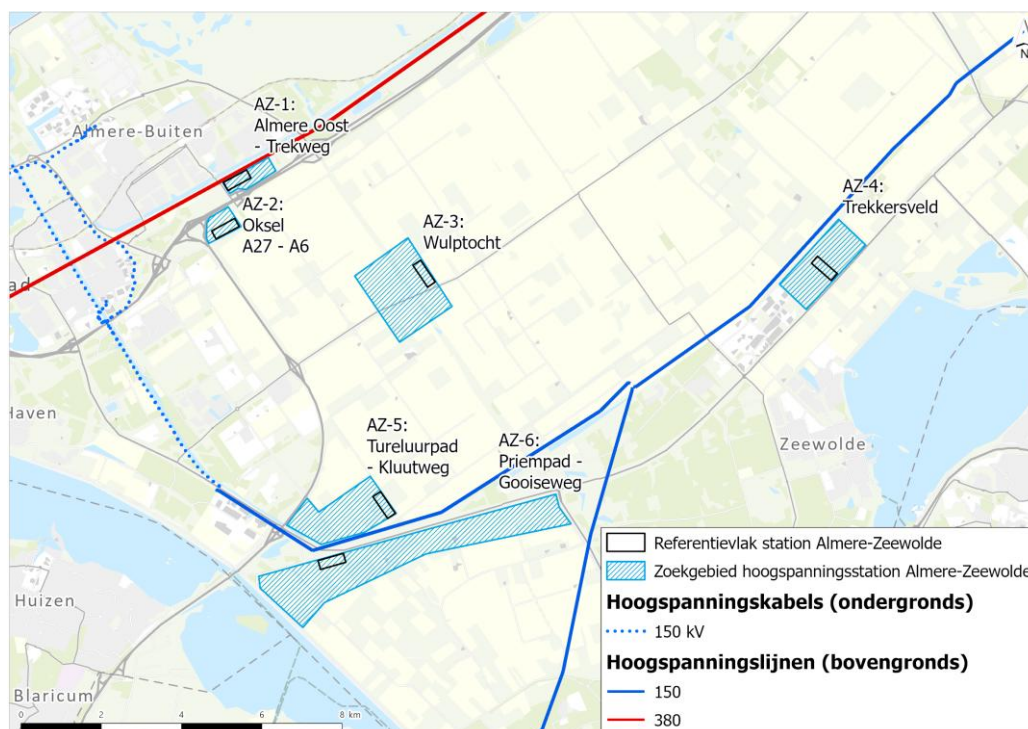 N
AZ-1:
Almere Oost
- Trekweg
Almere-Buiten
AZ-2:
Oksel
A27 - A6
AZ-3:
Wulptocht
AZ-4:
Trekkersveld
ad
Haven
AZ-5:
Tureluurpad
- Kluutweg
AZ-6:
Priempad -
Gooiseweg
Zeewolde
Huizen
Blaricum
0 2 4 6 8 km
Referentievlak station Almere-Zeewolde
Zoekgebied hoogspanningsstation Almere-Zeewolde
Hoogspanningskabels (ondergronds)
150 kV
Hoogspanningslijnen (bovengronds)
150
380